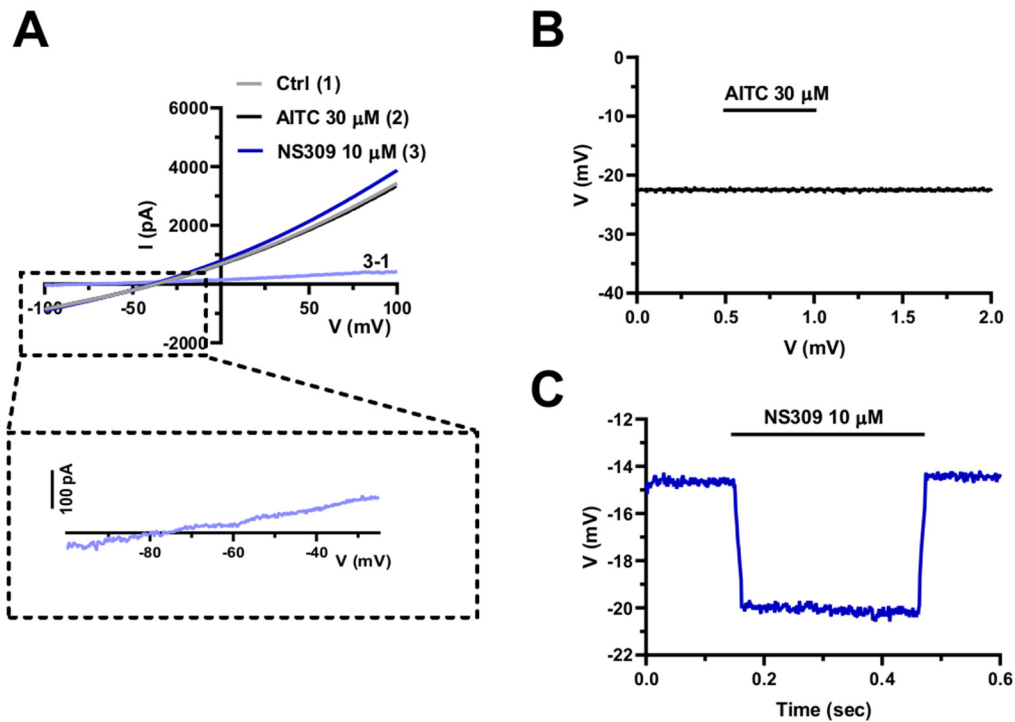 A
Ctrl (1)
AITC 30 μM (2)
NS309 10 μM (3)
6000
4000
2000
-2000
I (pA)
3-1
-100
-50
50
100
V (mV)
100 pA
-80
-60
-40
V (mV)
B
AITC 30 μM
0
-10
-20
-30
-40
V (mV)
0.0
0.5
1.0
1.5
2.0
V (mV)
C
NS309 10 μM
-12
-14
-16
-18
-20
-22
V (mV)
0.0
0.2
0.4
0.6
Time (sec)